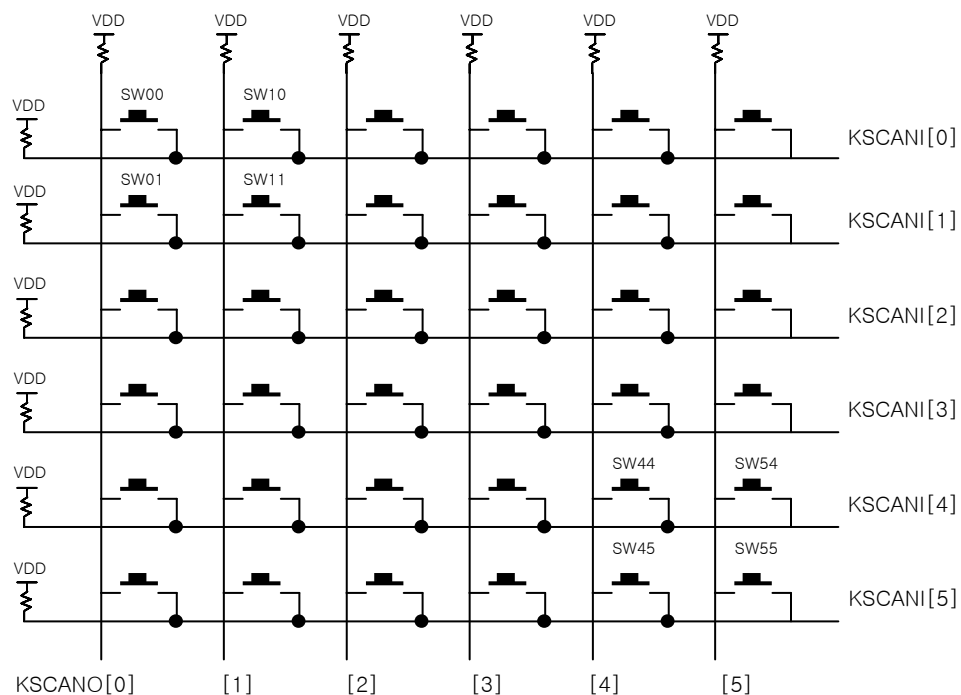 VDD VDD VDD VDD VDD VDD
SW00 SW10
VDD
KSCANI[0]
SW01 SW11
VDD
KSCANI[1]
VDD
KSCANI[2]
VDD
KSCANI[3]
SW44 SW54
VDD
KSCANI[4]
SW45 SW55
VDD
KSCANI[5]
KSCANO[0] [1] [2] [3] [4] [5]